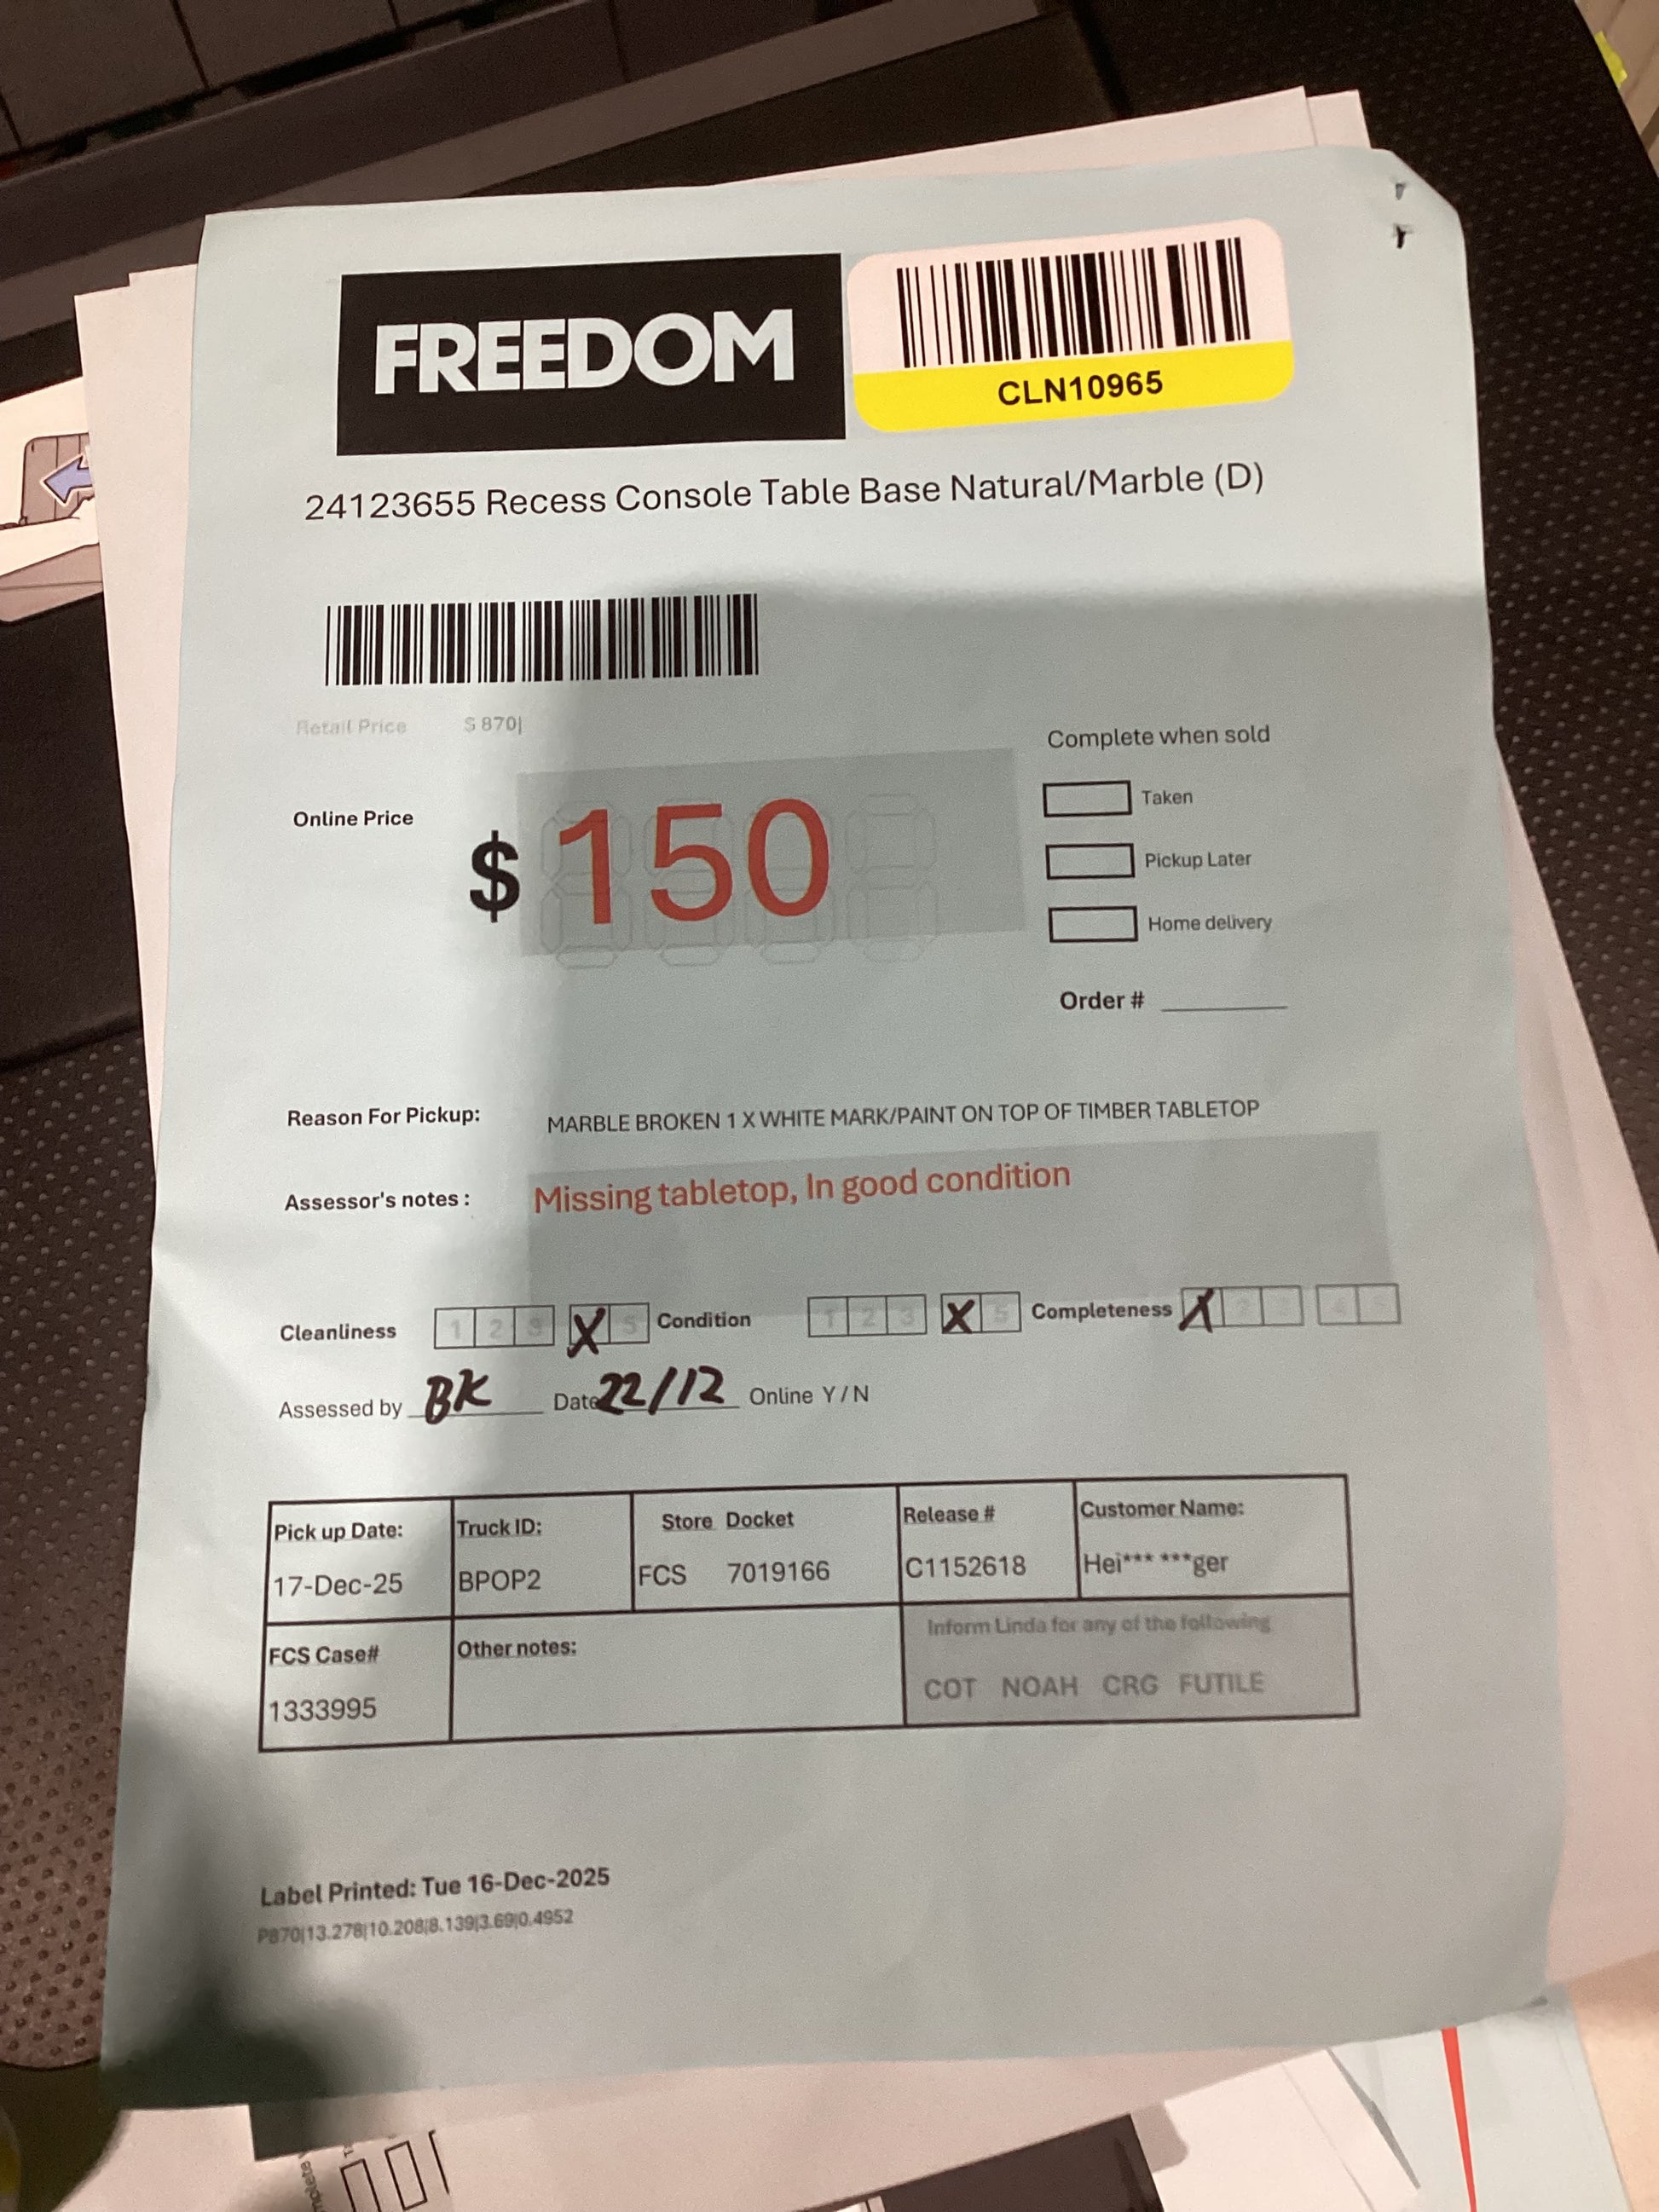 FREEDOM
CLN10965
24123655 Recess Console Table Base Natural/Marble (D)
Retail Price $ 870|
Complete when sold
Online Price
$ 150
Taken
Pickup Later
Home delivery
Order #
Reason For Pickup: MARBLE BROKEN 1 X WHITE MARK/PAINT ON TOP OF TIMBER TABLETOP
Assessor's notes : Missing tabletop, In good condition
Cleanliness 1 2 3 X 5 Condition 1 2 3 X 5 Completeness X 2 3 4 5
Assessed by BK Date 22/12 Online Y / N
Pick up Date: Truck ID: Store Docket Release # Customer Name:
17-Dec-25 BPOP2 FCS 7019166 C1152618 Hei*** ***ger
FCS Case# Other notes: Inform Linda for any of the following
1333995 COT NOAH CRG FUTILE
Label Printed: Tue 16-Dec-2025
P870|13.278|10.208|8.139|3.69|0.4952